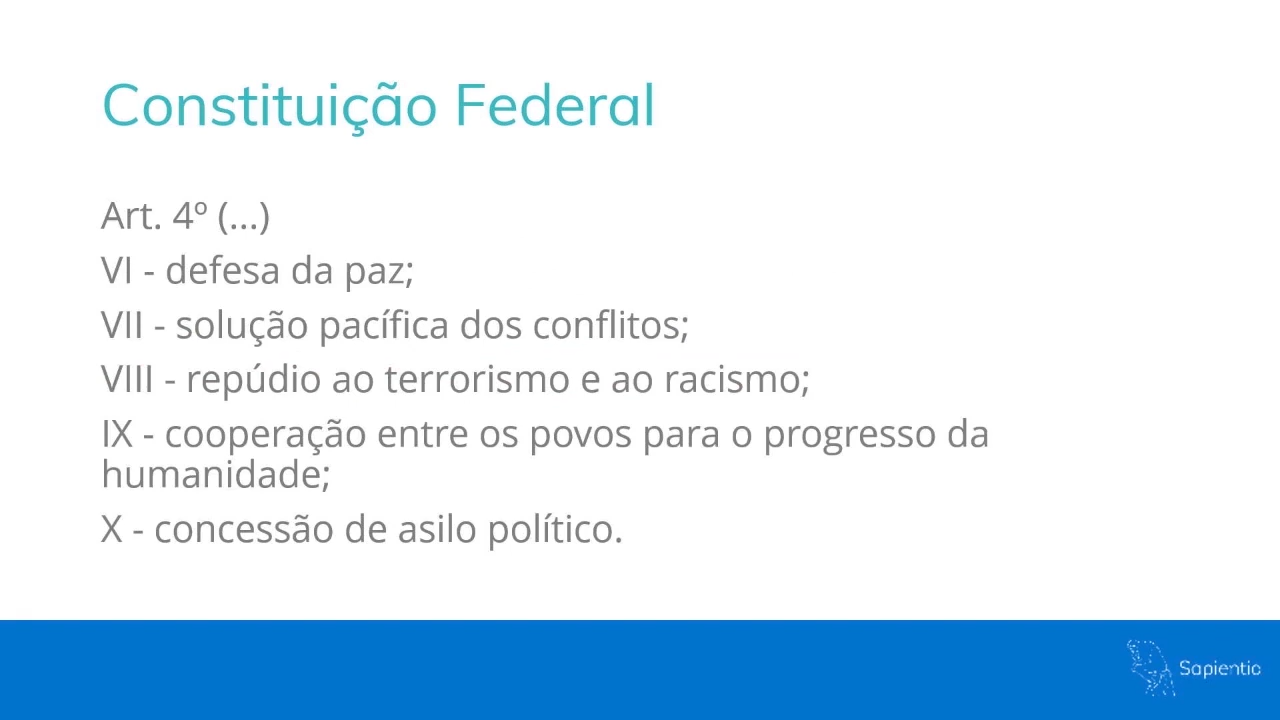 Constituição Federal
Art. 4º (...)
VI - defesa da paz;
VII - solução pacífica dos conflitos;
VIII - repúdio ao terrorismo e ao racismo;
IX - cooperação entre os povos para o progresso da
humanidade;
X - concessão de asilo político.
Sapientia